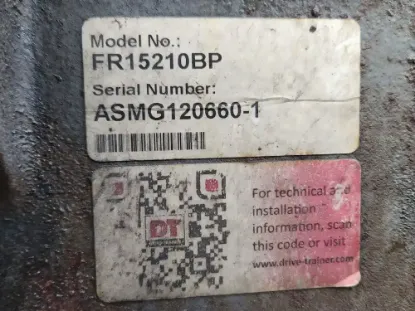 Model No.:
FR15210BP
Serial Number:
ASMG120660-1
DT
For technical and
installation
information, scan
this code or visit
www.drive-trainer.com